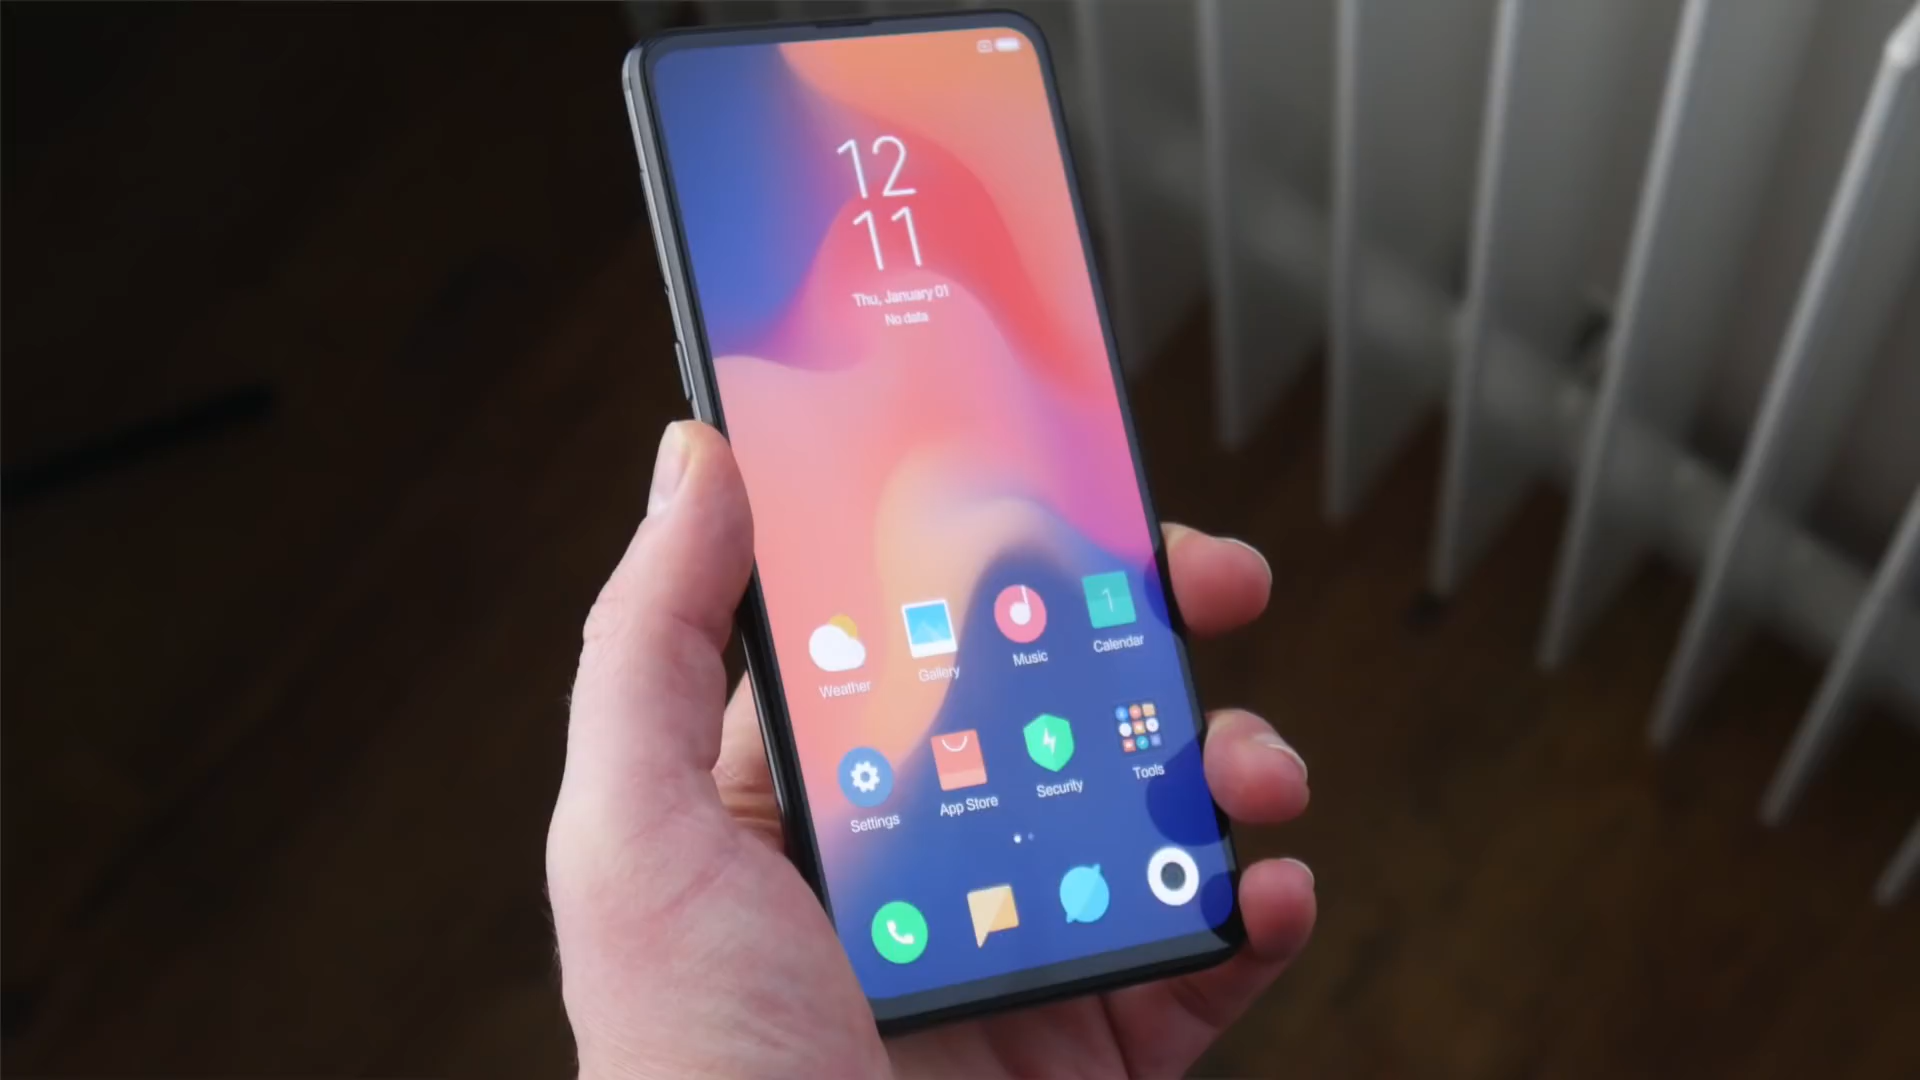 12
11
Thu, January 01
No data
Weather
Gallery
Music
Calendar
1
Settings
App Store
Security
Tools